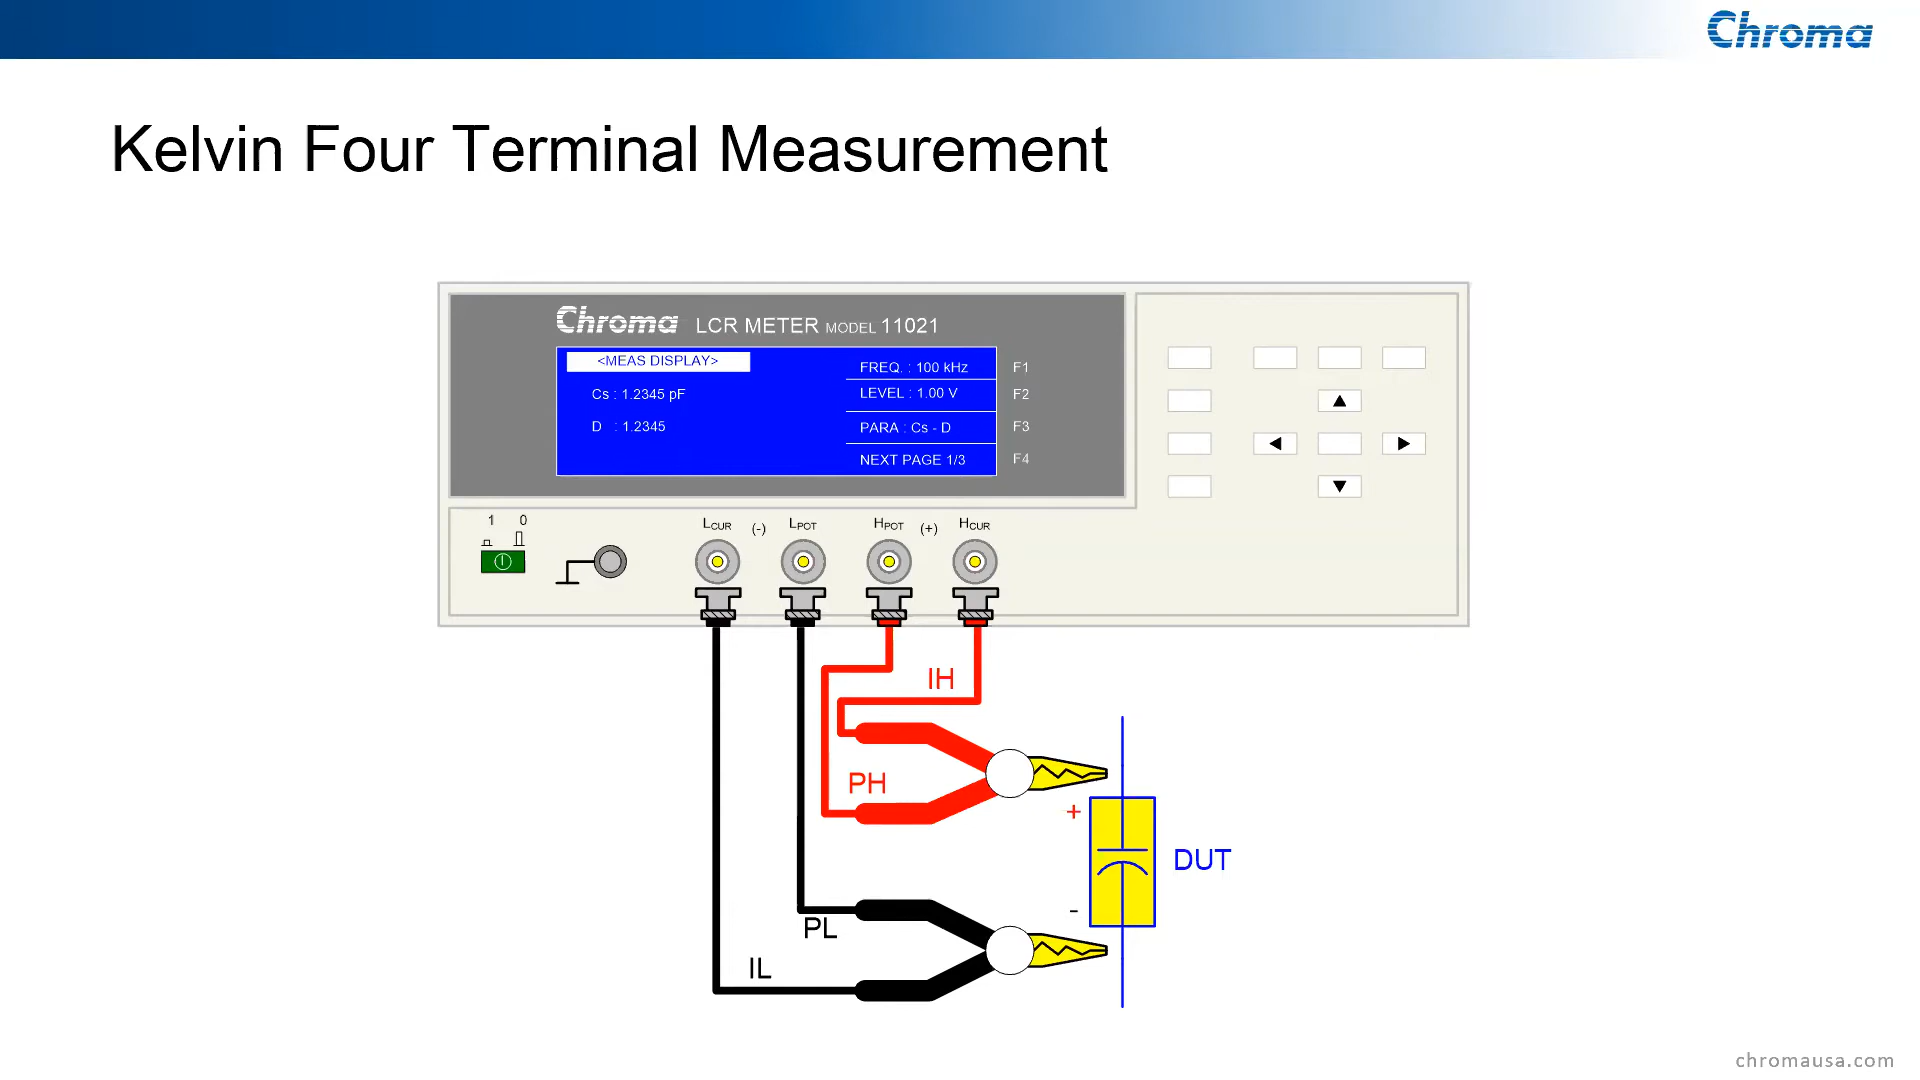 Chroma
Kelvin Four Terminal Measurement
Chroma LCR METER MODEL 11021
<MEAS DISPLAY>
FREQ. : 100 kHz F1
Cs : 1.2345 pF
LEVEL : 1.00 V F2
D : 1.2345
PARA : Cs - D F3
NEXT PAGE 1/3 F4
1 0
LCUR (-) LPOT HPOT (+) HCUR
IH
PH
+
DUT
-
PL
IL
chromausa.com